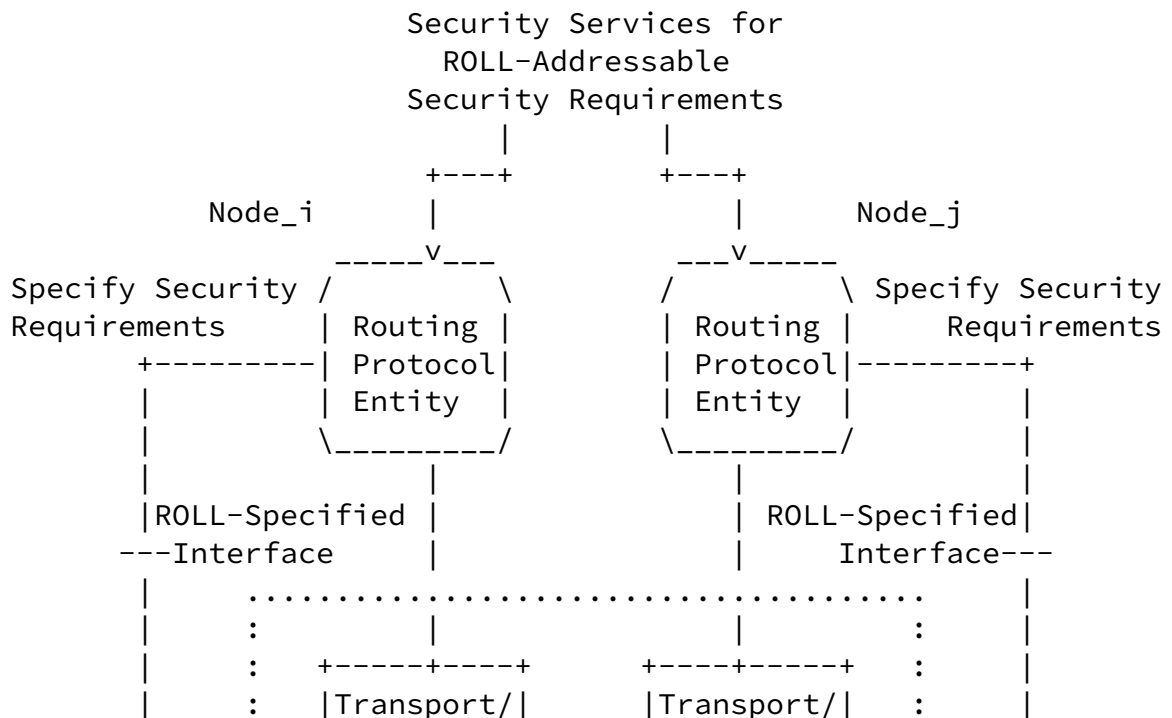 Security Services for
ROLL-Addressable
Security Requirements
Node_i Node_j
Specify Security Specify Security
Requirements Routing Routing Requirements
Protocol Protocol
Entity Entity
ROLL-Specified ROLL-Specified
Interface Interface
Transport/ Transport/